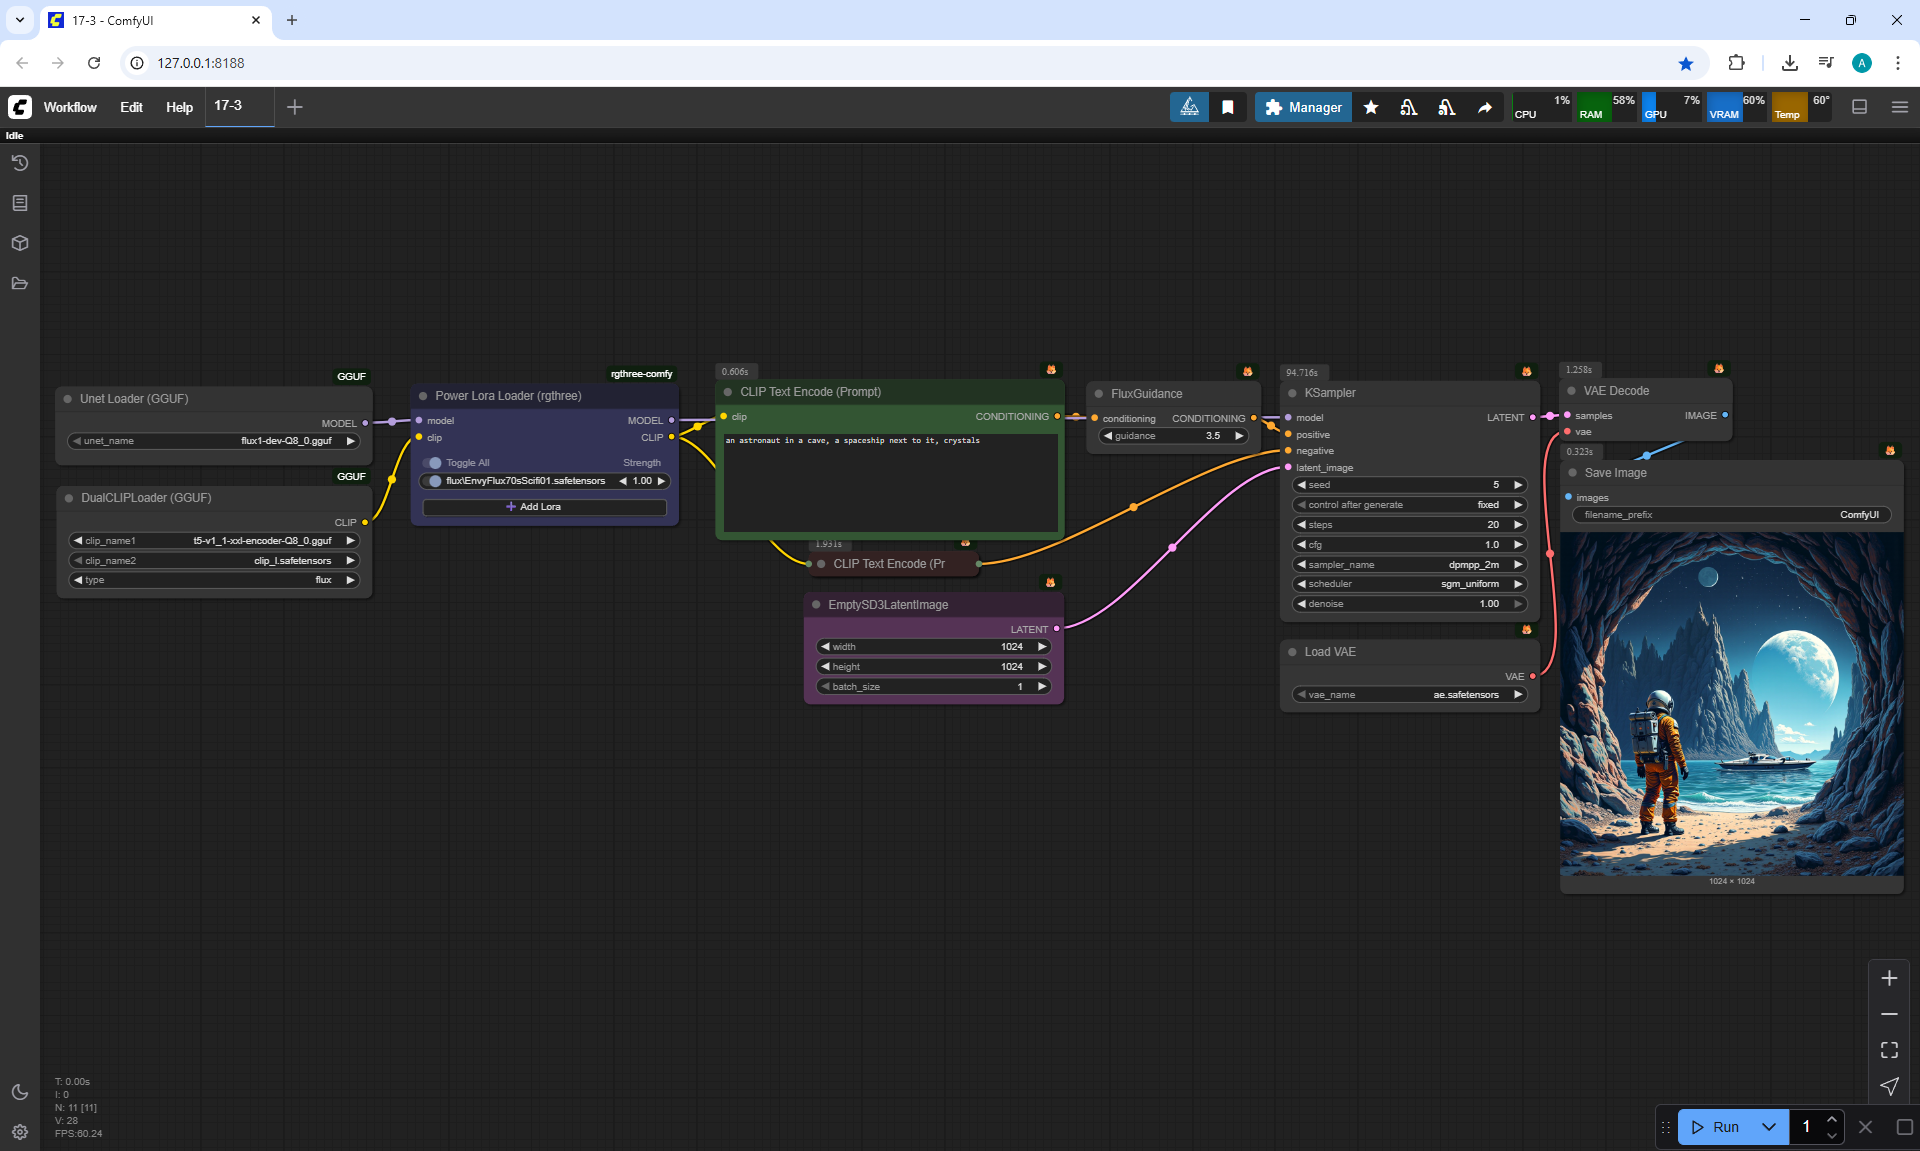 17-3 - ComfyUI
127.0.0.1:8188
A
Workflow Edit Help 17-3
Manager
CPU 1% RAM 58% GPU 7% VRAM 60% Temp 60°
Idle
GGUF
Unet Loader (GGUF)
MODEL
unet_name flux1-dev-Q8_0.gguf
GGUF
DualCLIPLoader (GGUF)
CLIP
clip_name1 t5-v1_1-xxl-encoder-Q8_0.gguf
clip_name2 clip_l.safetensors
type flux
rgthree-comfy
Power Lora Loader (rgthree)
model MODEL
clip CLIP
Toggle All Strength
flux\EnvyFlux70sScifi01.safetensors 1.00
Add Lora
0.606s
CLIP Text Encode (Prompt)
clip CONDITIONING
an astronaut in a cave, a spaceship next to it, crystals
1.931s
CLIP Text Encode (Pr
EmptySD3LatentImage
LATENT
width 1024
height 1024
batch_size 1
FluxGuidance
conditioning CONDITIONING
guidance 3.5
94.716s
KSampler
model LATENT
positive
negative
latent_image
seed 5
control after generate fixed
steps 20
cfg 1.0
sampler_name dpmpp_2m
scheduler sgm_uniform
denoise 1.00
Load VAE
VAE
vae_name ae.safetensors
1.258s
VAE Decode
samples IMAGE
vae
0.323s
Save Image
images
filename_prefix ComfyUI
1024 × 1024
T: 0.00s
I: 0
N: 11 [11]
V: 28
FPS:60.24
Run 1